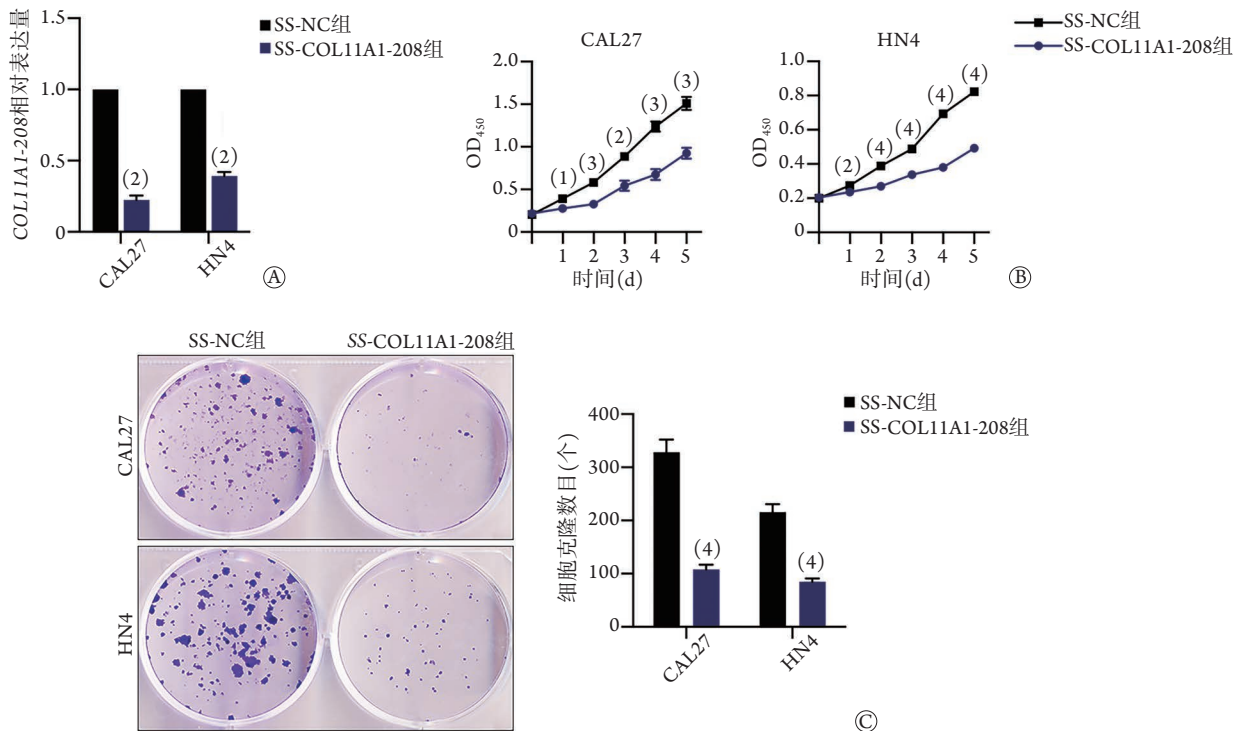 COL11A1-208相对表达量
1.5
1.0
0.5
0
SS-NC组
SS-COL11A1-208组
(2)
(2)
CAL27
HN4
Ⓐ
CAL27
OD450
2.0
1.5
1.0
0.5
0
(1)
(3)
(2)
(3)
(3)
1 2 3 4 5
时间(d)
HN4
OD450
1.0
0.8
0.6
0.4
0.2
0
(2)
(4)
(4)
(4)
(4)
1 2 3 4 5
时间(d)
SS-NC组
SS-COL11A1-208组
Ⓑ
SS-NC组 SS-COL11A1-208组
CAL27
HN4
细胞克隆数目(个)
400
300
200
100
0
SS-NC组
SS-COL11A1-208组
(4)
(4)
CAL27
HN4
Ⓒ